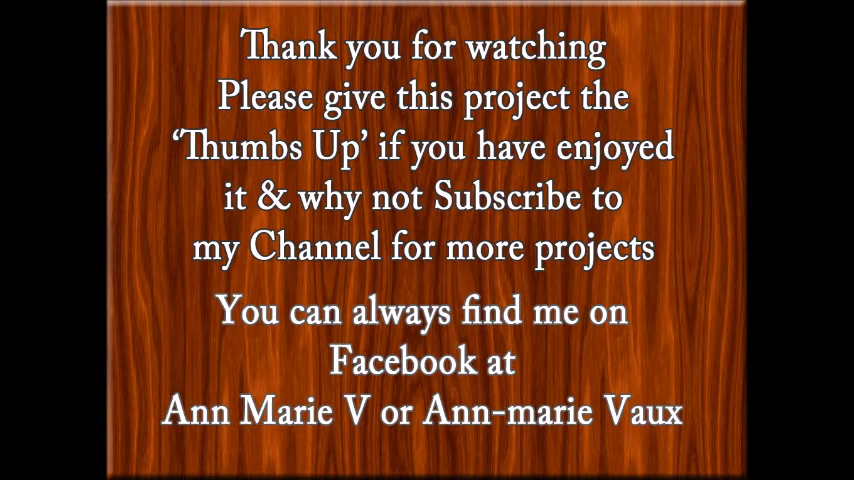 Thank you for watching
Please give this project the
‘Thumbs Up’ if you have enjoyed
it & why not Subscribe to
my Channel for more projects
You can always find me on
Facebook at
Ann Marie V or Ann-marie Vaux